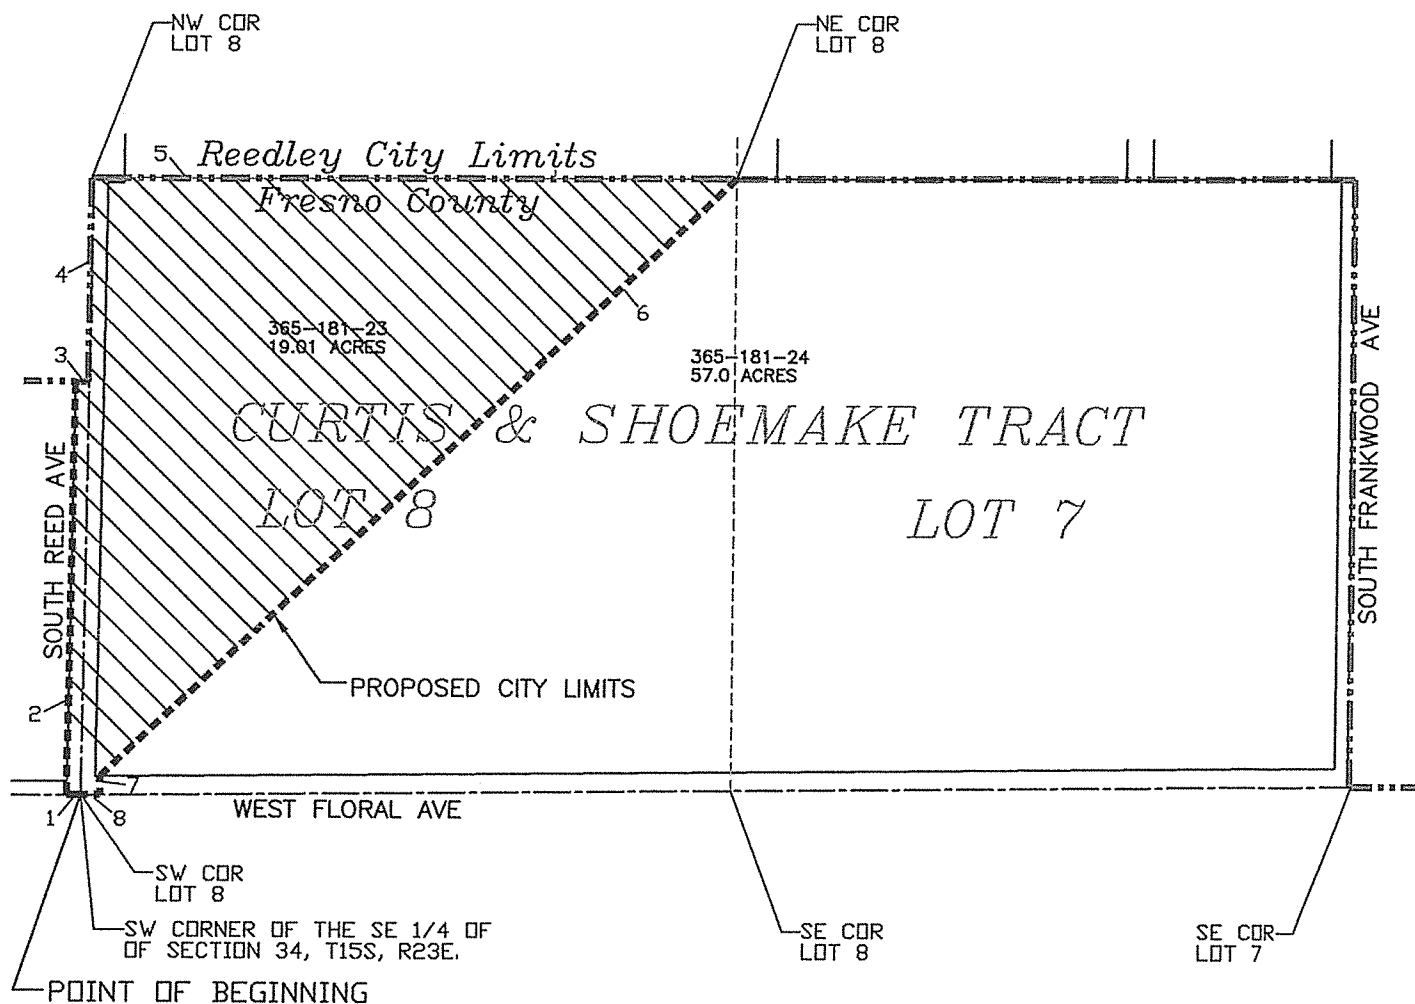 NW COR
LOT 8
NE COR
LOT 8
5
Reedley City Limits
Fresno County
4
6
365-181-23
19.01 ACRES
3
365-181-24
57.0 ACRES
CURTIS & SHOEMAKE TRACT
LOT 8
LOT 7
SOUTH REED AVE
SOUTH FRANKWOOD AVE
PROPOSED CITY LIMITS
2
7
1
8
WEST FLORAL AVE
SW COR
LOT 8
SW CORNER OF THE SE 1/4 OF
OF SECTION 34, T15S, R23E.
SE COR
LOT 8
SE COR
LOT 7
POINT OF BEGINNING